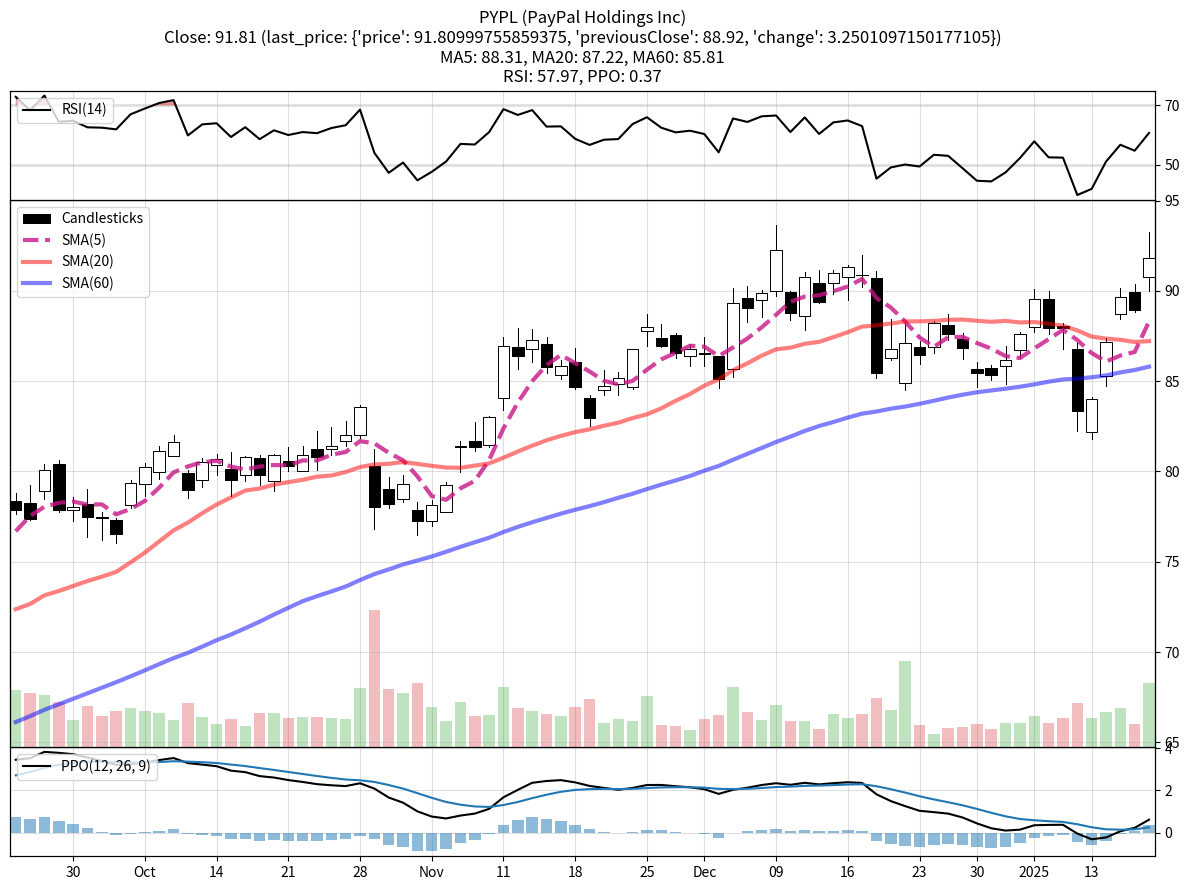 PYPL (PayPal Holdings Inc)
Close: 91.81 (last_price: {'price': 91.80999755859375, 'previousClose': 88.92, 'change': 3.2501097150177105})
MA5: 88.31, MA20: 87.22, MA60: 85.81
RSI: 57.97, PPO: 0.37
RSI(14)
70
50
95
Candlesticks
SMA(5)
SMA(20)
SMA(60)
90
85
80
75
70
65
4
PPO(12, 26, 9)
2
0
30 Oct 14 21 28 Nov 11 18 25 Dec 09 16 23 30 2025 13